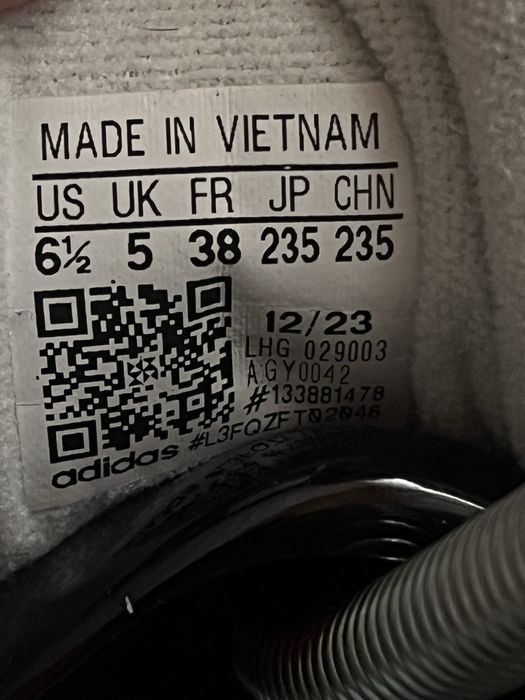 MADE IN VIETNAM
US UK FR JP CHN
6½ 5 38 235 235
12/23
LHG 029003
AGY0042
#133881478
#L3FQZFT02046
adidas